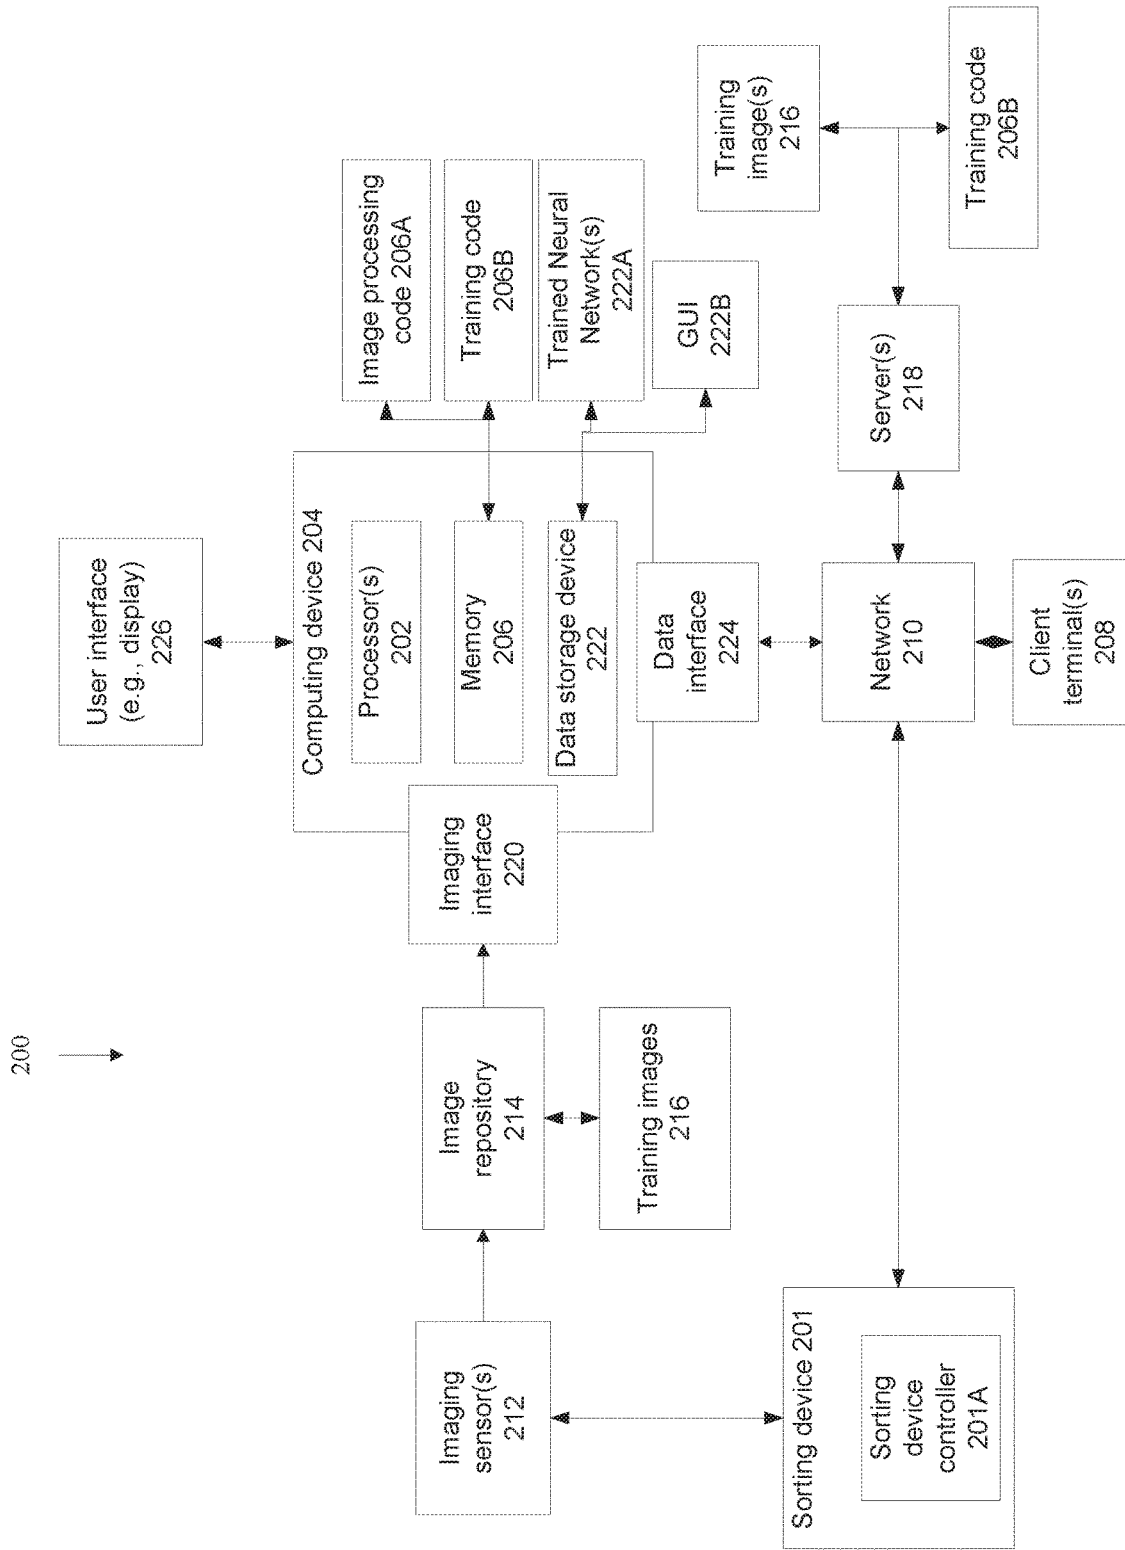 200
User interface
(e.g., display)
226
Computing device 204
Processor(s)
202
Memory
206
Data storage device
222
Image processing
code 206A
Training code
206B
Trained Neural
Network(s)
222A
GUI
222B
Imaging
sensor(s)
212
Image
repository
214
Imaging
interface
220
Training images
216
Data
interface
224
Sorting device 201
Sorting
device
controller
201A
Network
210
Server(s)
218
Training
image(s)
216
Training code
206B
Client
terminal(s)
208